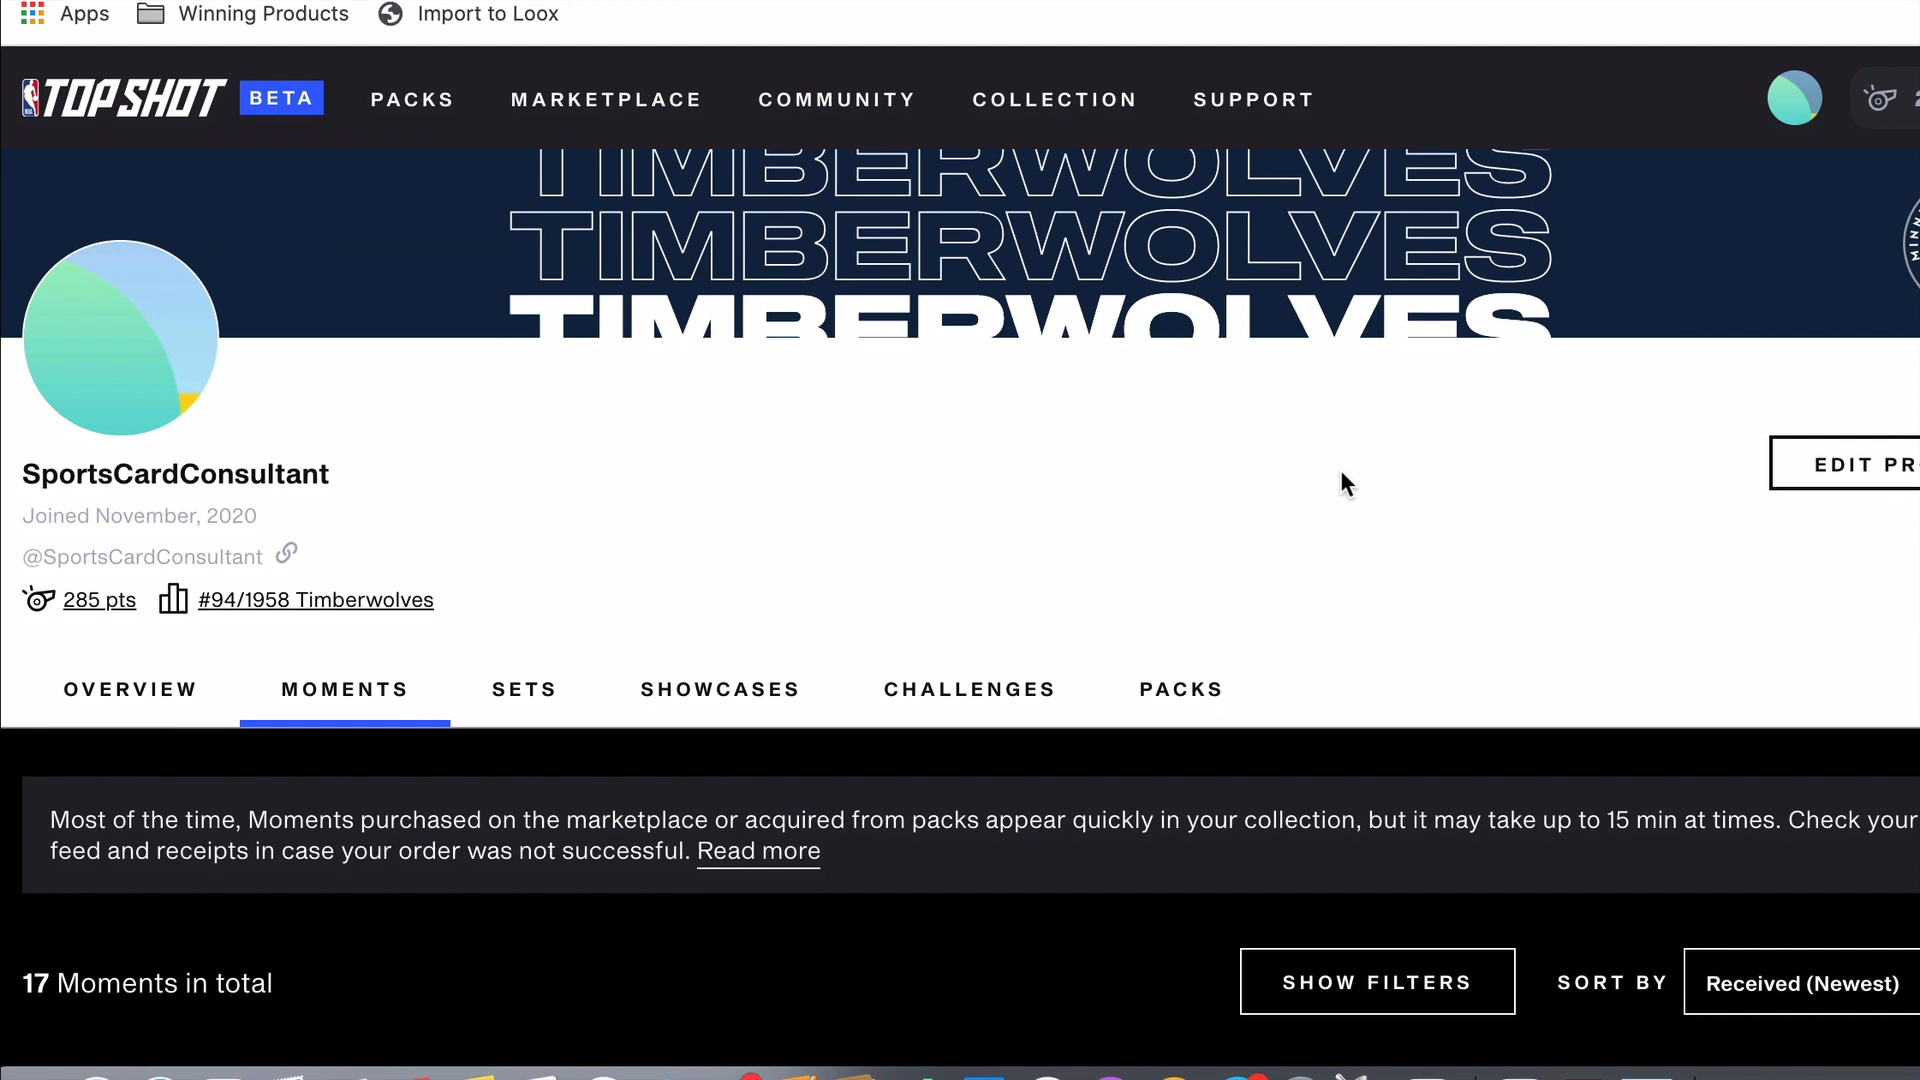 Apps Winning Products Import to Loox
TOP SHOT BETA PACKS MARKETPLACE COMMUNITY COLLECTION SUPPORT
TIMBERWOLVES
TIMBERWOLVES
TIMBERWOLVES
SportsCardConsultant
EDIT PR
Joined November, 2020
@SportsCardConsultant
285 pts #94/1958 Timberwolves
OVERVIEW MOMENTS SETS SHOWCASES CHALLENGES PACKS
Most of the time, Moments purchased on the marketplace or acquired from packs appear quickly in your collection, but it may take up to 15 min at times. Check your
feed and receipts in case your order was not successful. Read more
17 Moments in total SHOW FILTERS SORT BY Received (Newest)